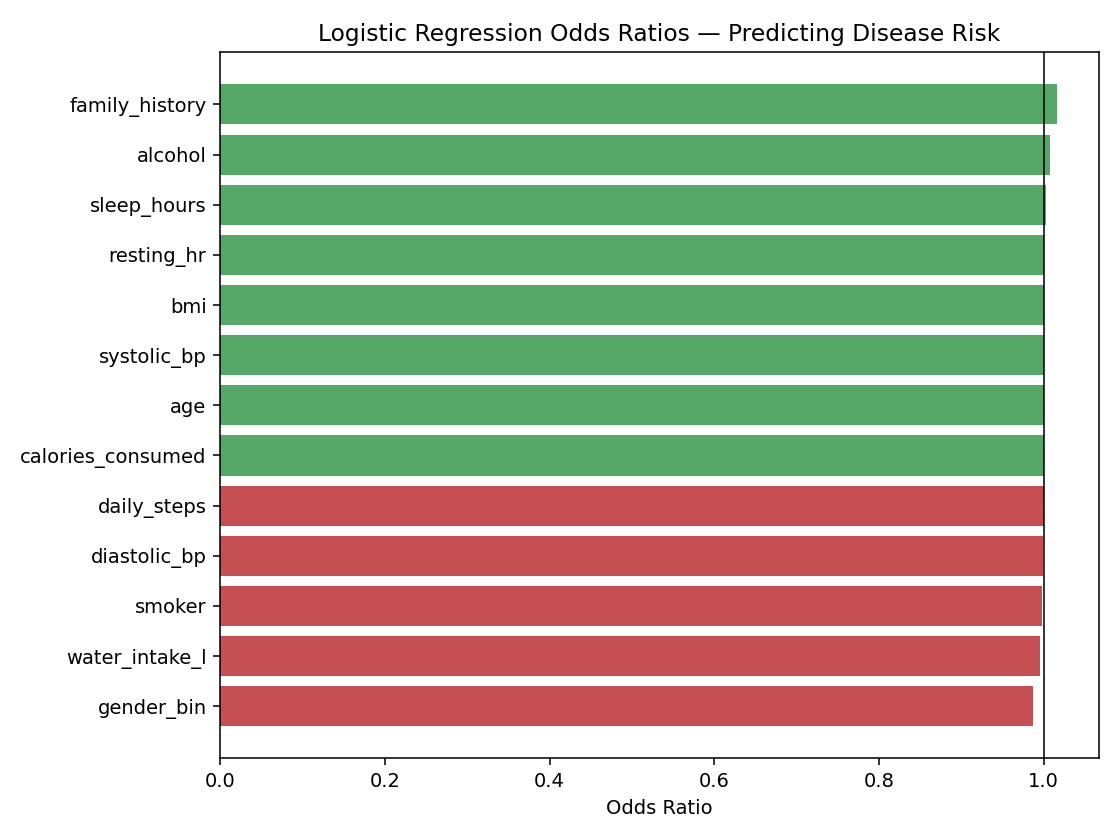 Logistic Regression Odds Ratios — Predicting Disease Risk
family_history
alcohol
sleep_hours
resting_hr
bmi
systolic_bp
age
calories_consumed
daily_steps
diastolic_bp
smoker
water_intake_l
gender_bin
0.0 0.2 0.4 0.6 0.8 1.0
Odds Ratio